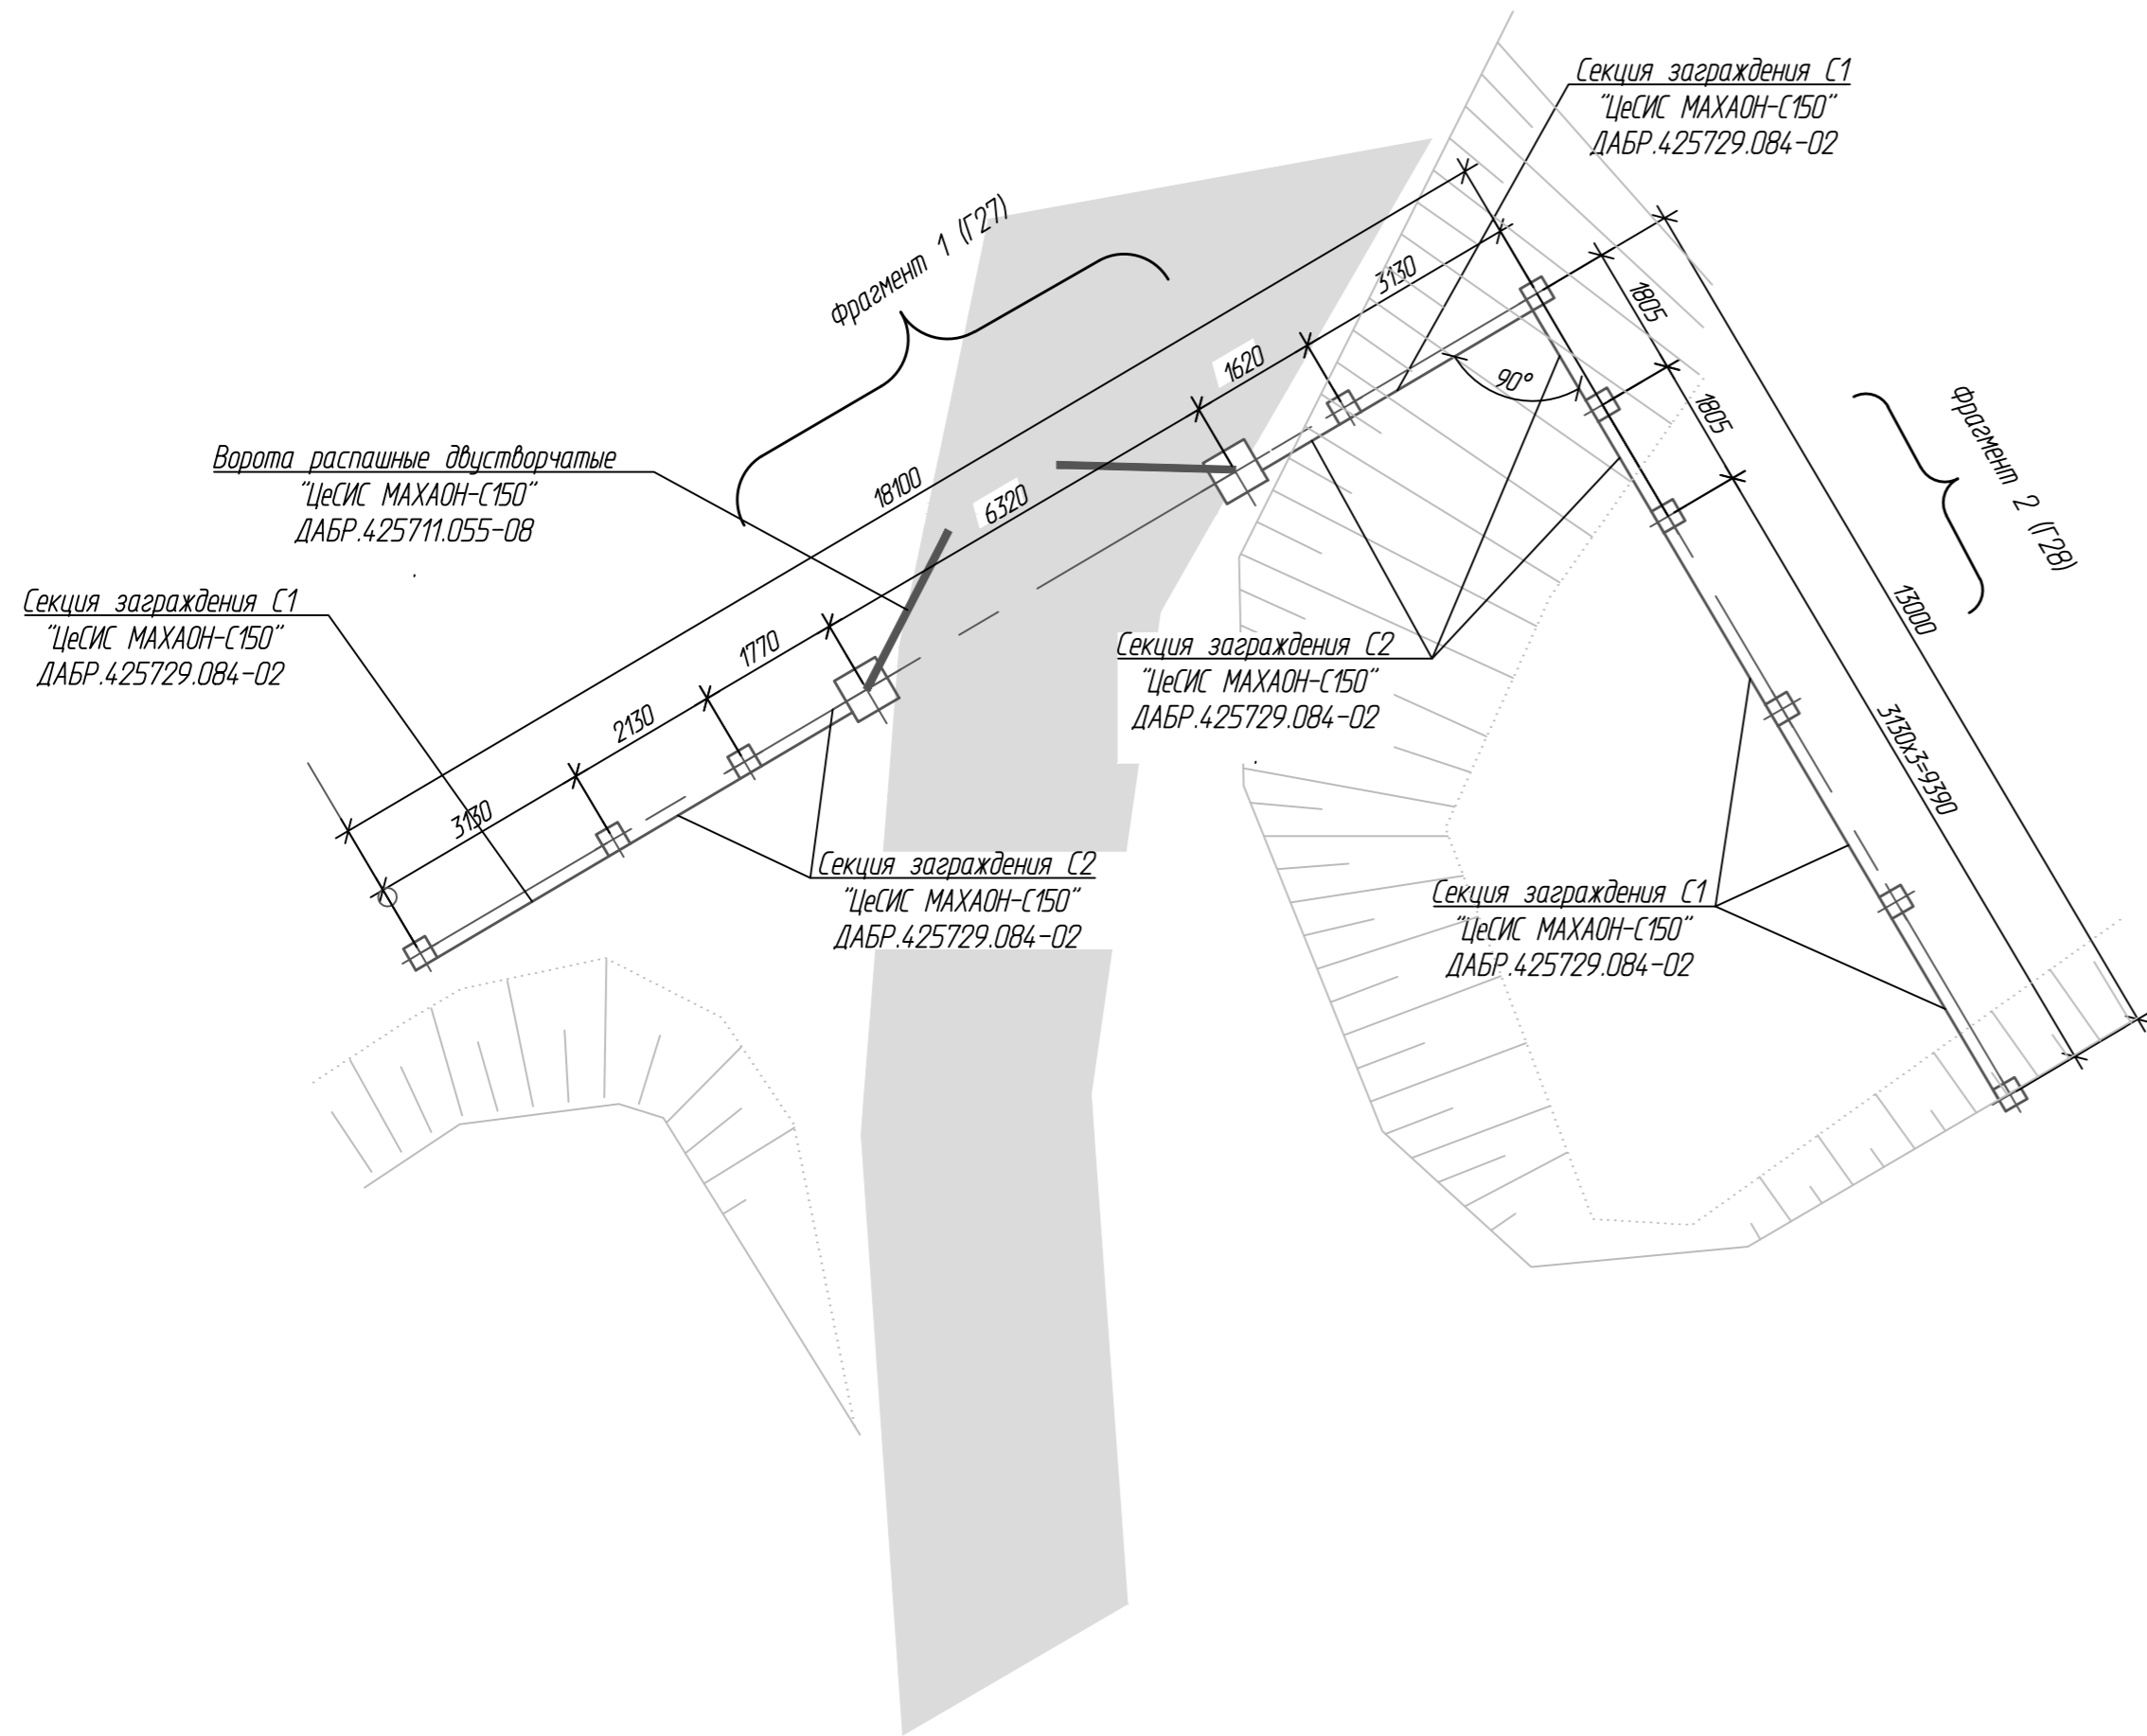 Секция заграждения С1
"ЦеСИС МАХАОН-С150"
ДАБР.425729.084-02
Фрагмент 1 (Г27)
3130
1805
1620
90°
1805
Фрагмент 2 (Г28)
Ворота распашные двустворчатые
"ЦеСИС МАХАОН-С150"
ДАБР.425711.055-08
18100
6320
Секция заграждения С1
"ЦеСИС МАХАОН-С150"
ДАБР.425729.084-02
13000
1770
Секция заграждения С2
"ЦеСИС МАХАОН-С150"
ДАБР.425729.084-02
2130
3130х3=9390
3130
Секция заграждения С2
"ЦеСИС МАХАОН-С150"
ДАБР.425729.084-02
Секция заграждения С1
"ЦеСИС МАХАОН-С150"
ДАБР.425729.084-02